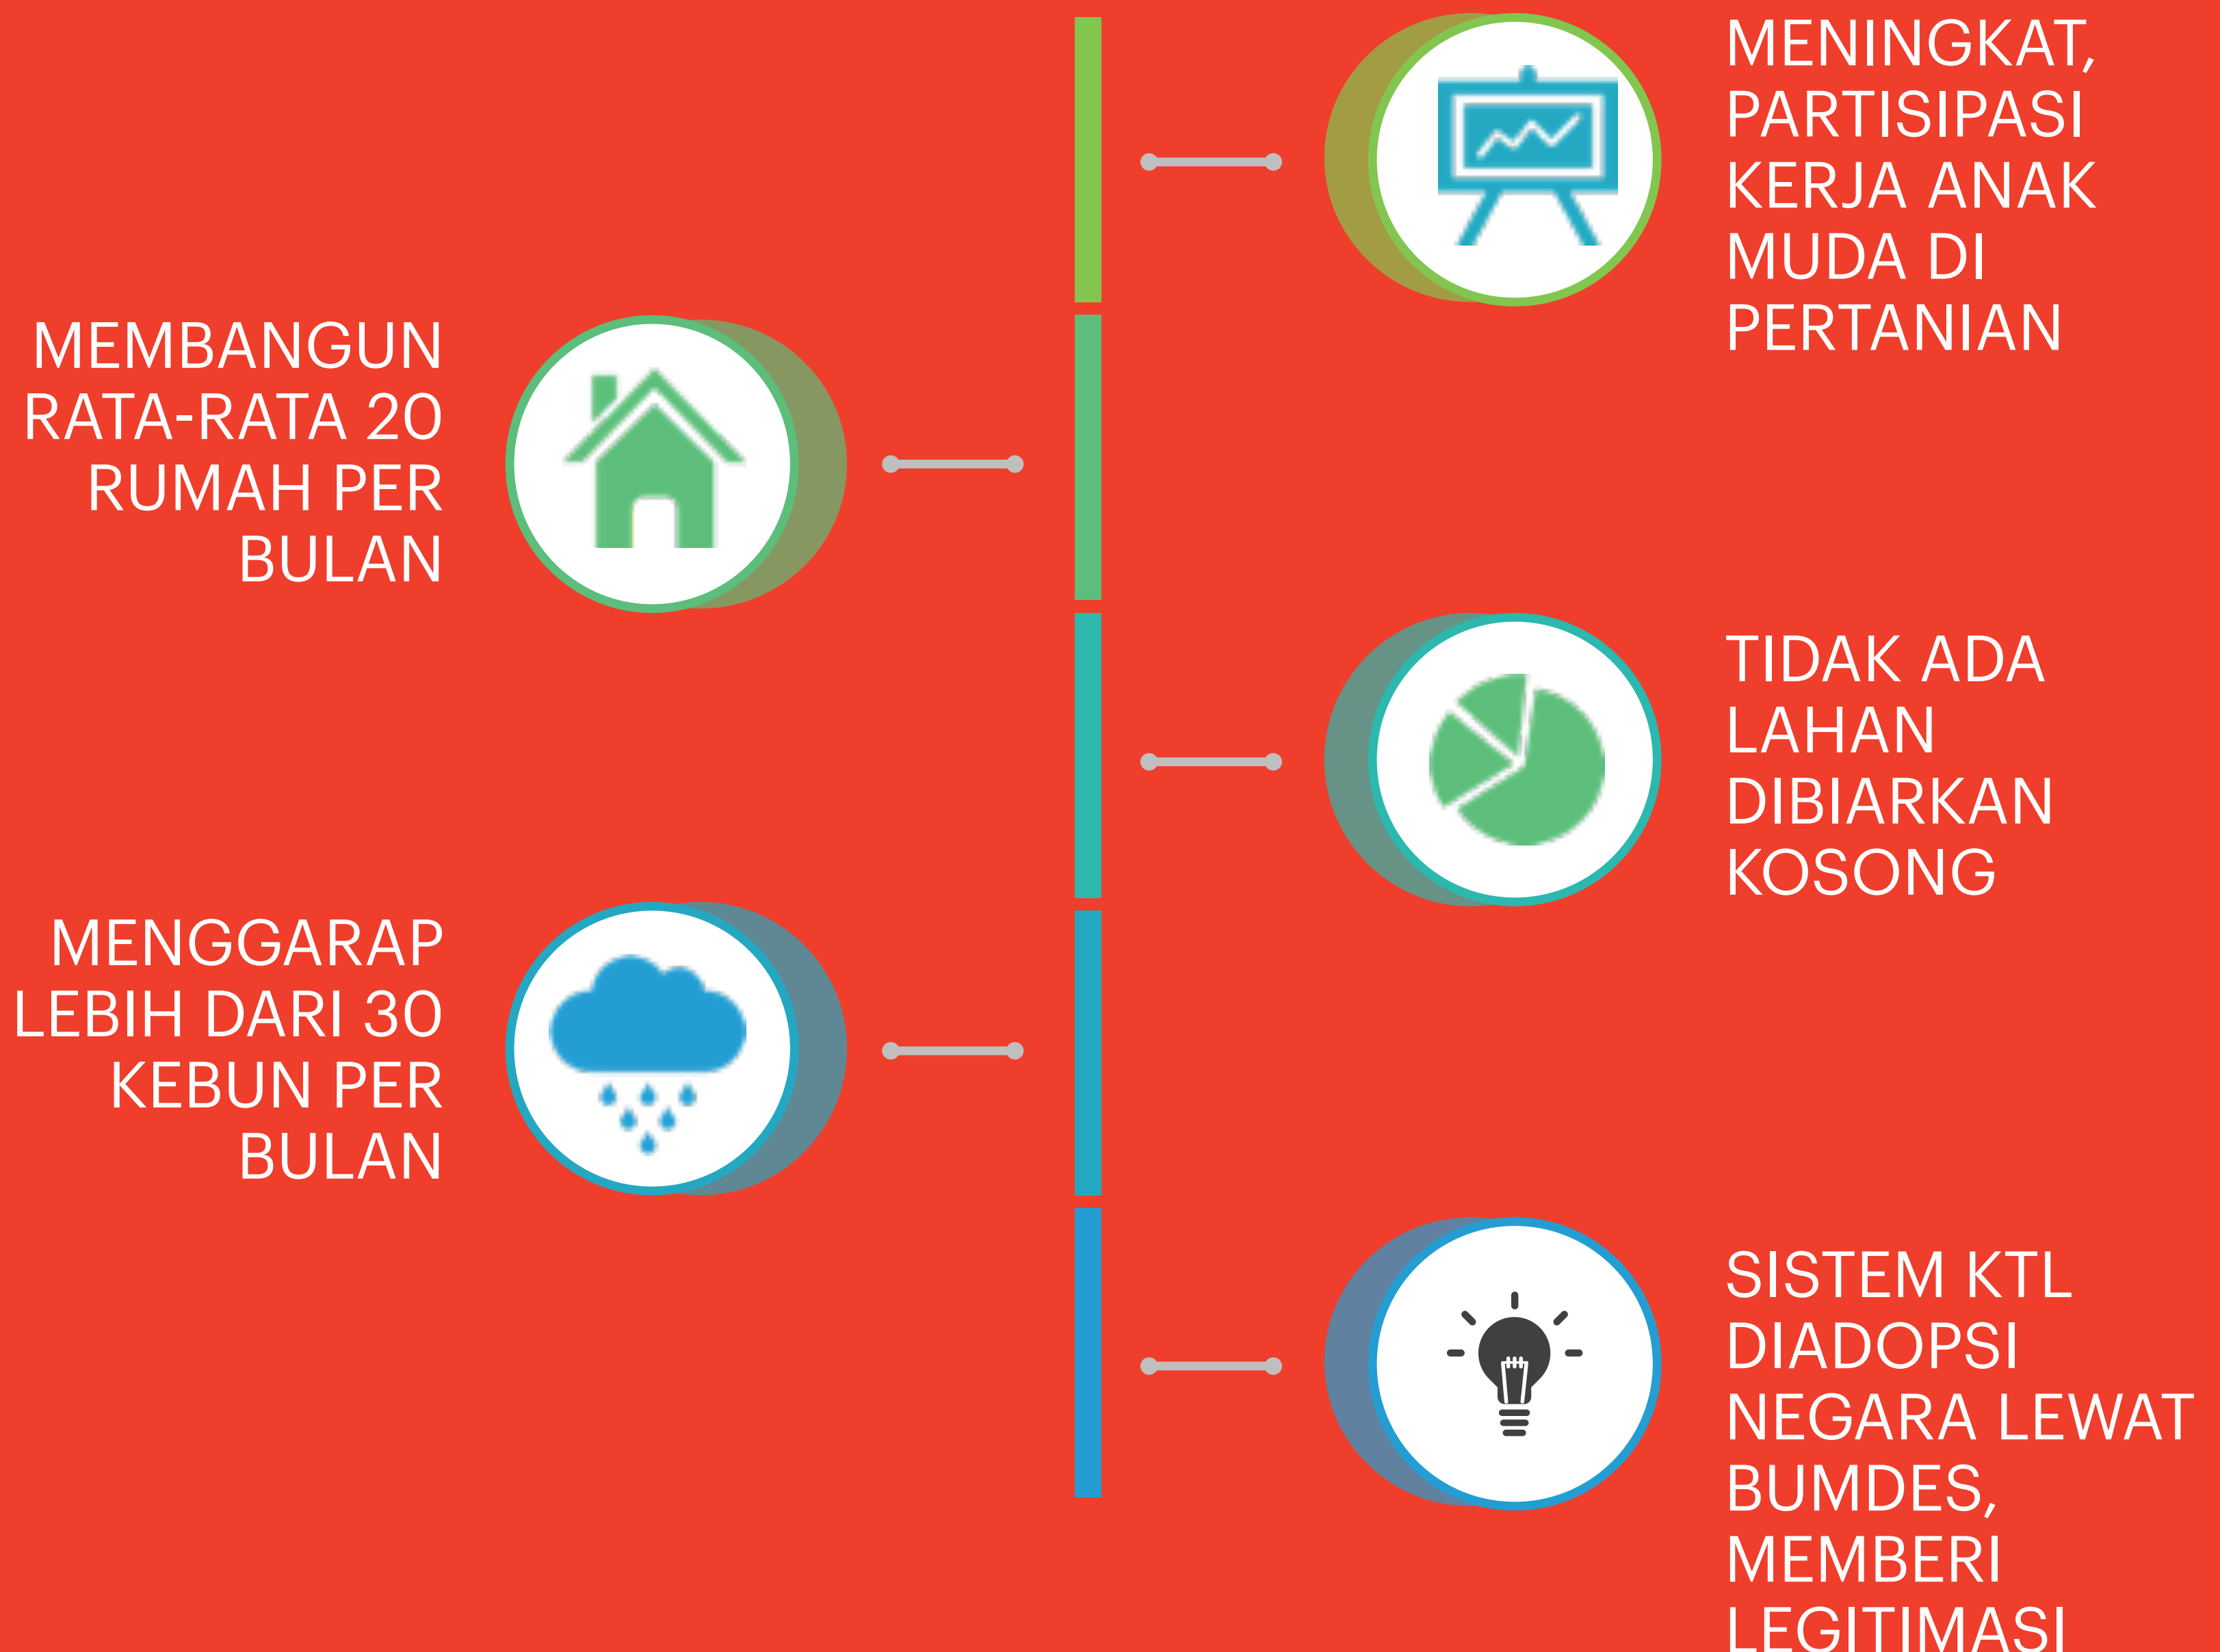 MENINGKAT,
PARTISIPASI
KERJA ANAK
MUDA DI
PERTANIAN
MEMBANGUN
RATA-RATA 20
RUMAH PER
BULAN
TIDAK ADA
LAHAN
DIBIARKAN
KOSONG
MENGGARAP
LEBIH DARI 30
KEBUN PER
BULAN
SISTEM KTL
DIADOPSI
NEGARA LEWAT
BUMDES,
MEMBERI
LEGITIMASI